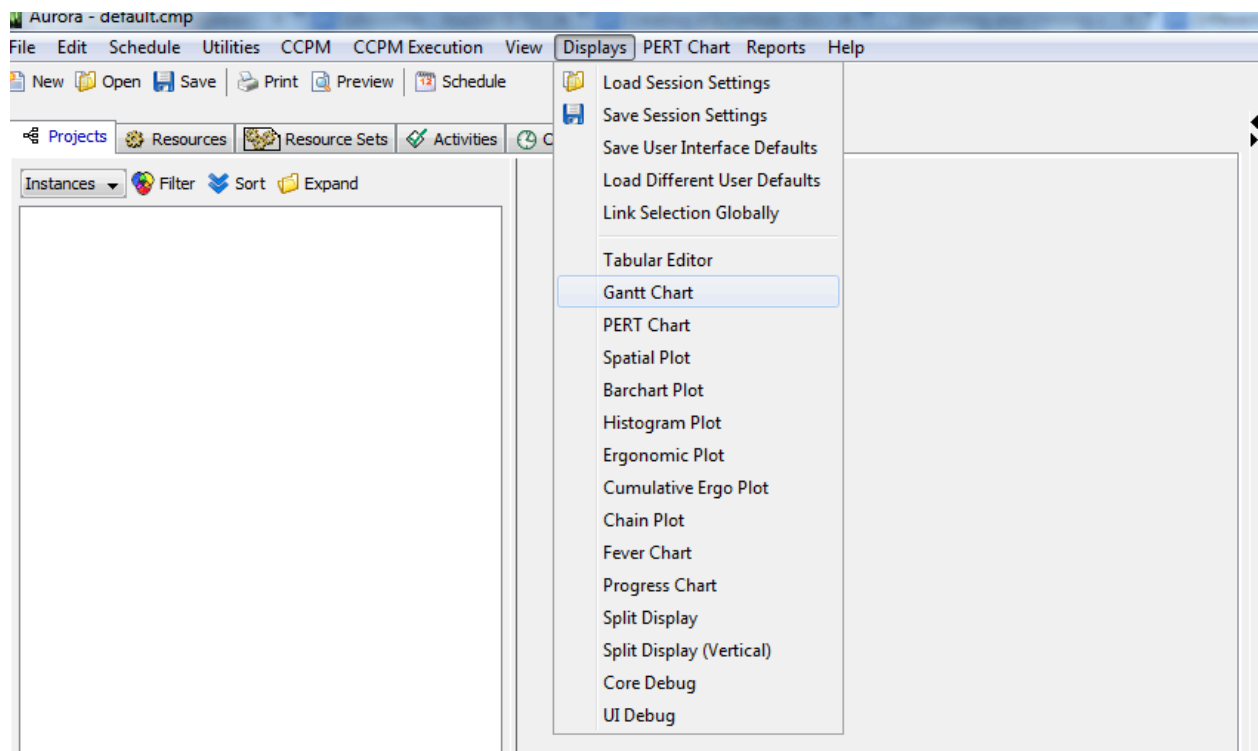 Aurora - default.cmp
File Edit Schedule Utilities CCPM CCPM Execution View Displays PERT Chart Reports Help
New Open Save Print Preview 12 Schedule
Projects Resources Resource Sets Activities
Instances Filter Sort Expand
Load Session Settings
Save Session Settings
Save User Interface Defaults
Load Different User Defaults
Link Selection Globally
Tabular Editor
Gantt Chart
PERT Chart
Spatial Plot
Barchart Plot
Histogram Plot
Ergonomic Plot
Cumulative Ergo Plot
Chain Plot
Fever Chart
Progress Chart
Split Display
Split Display (Vertical)
Core Debug
UI Debug